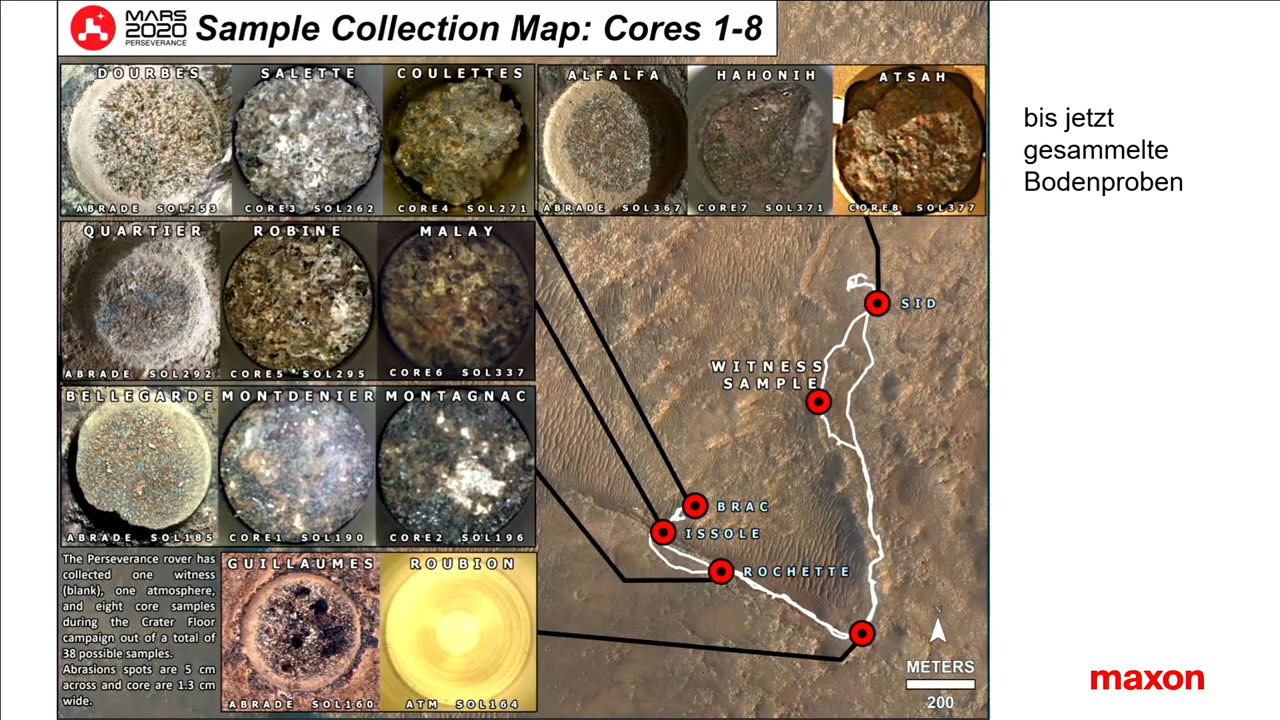 MARS
2020
PERSEVERANCE
Sample Collection Map: Cores 1-8
DOURBES
ABRADE SOL253
SALETTE
CORE3 SOL262
COULETTES
CORE4 SOL271
ALFALFA
ABRADE SOL367
HAHONIH
CORE7 SOL371
ATSAH
CORE8 SOL377
bis jetzt
gesammelte
Bodenproben
QUARTIER
ABRADE SOL292
ROBINE
CORE5 SOL295
MALAY
CORE6 SOL337
BELLEGARDE
ABRADE SOL185
MONTDENIER
CORE1 SOL190
MONTAGNAC
CORE2 SOL196
The Perseverance rover has
collected one witness
(blank), one atmosphere,
and eight core samples
during the Crater Floor
campaign out of a total of
38 possible samples.
Abrasions spots are 5 cm
across and core are 1.3 cm
wide.
GUILLAUMES
ABRADE SOL160
ROUBION
ATM SOL164
SID
WITNESS
SAMPLE
BRAC
ISSOLE
ROCHETTE
N
METERS
200
maxon